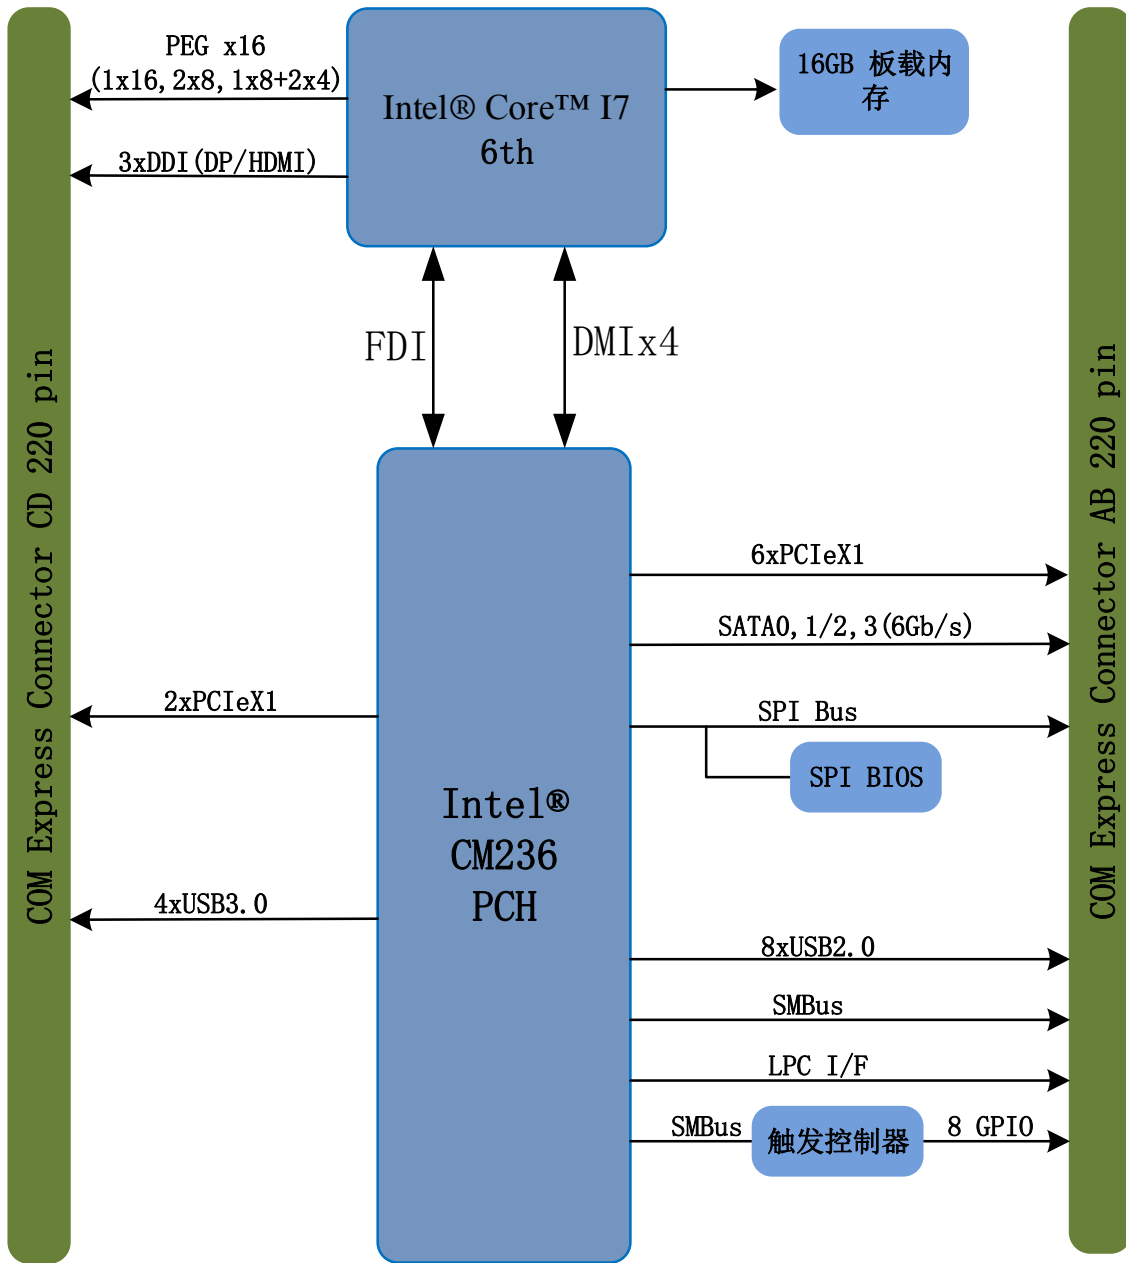 PEG x16
(1x16,2x8,1x8+2x4)
3xDDI(DP/HDMI)
Intel® Core™ I7
6th
16GB 板载内
存
FDI
DMIx4
COM Express Connector CD 220 pin
COM Express Connector AB 220 pin
6xPCIeX1
SATA0,1/2,3(6Gb/s)
2xPCIeX1
SPI Bus
SPI BIOS
Intel®
CM236
PCH
4xUSB3.0
8xUSB2.0
SMBus
LPC I/F
SMBus
触发控制器
8 GPIO